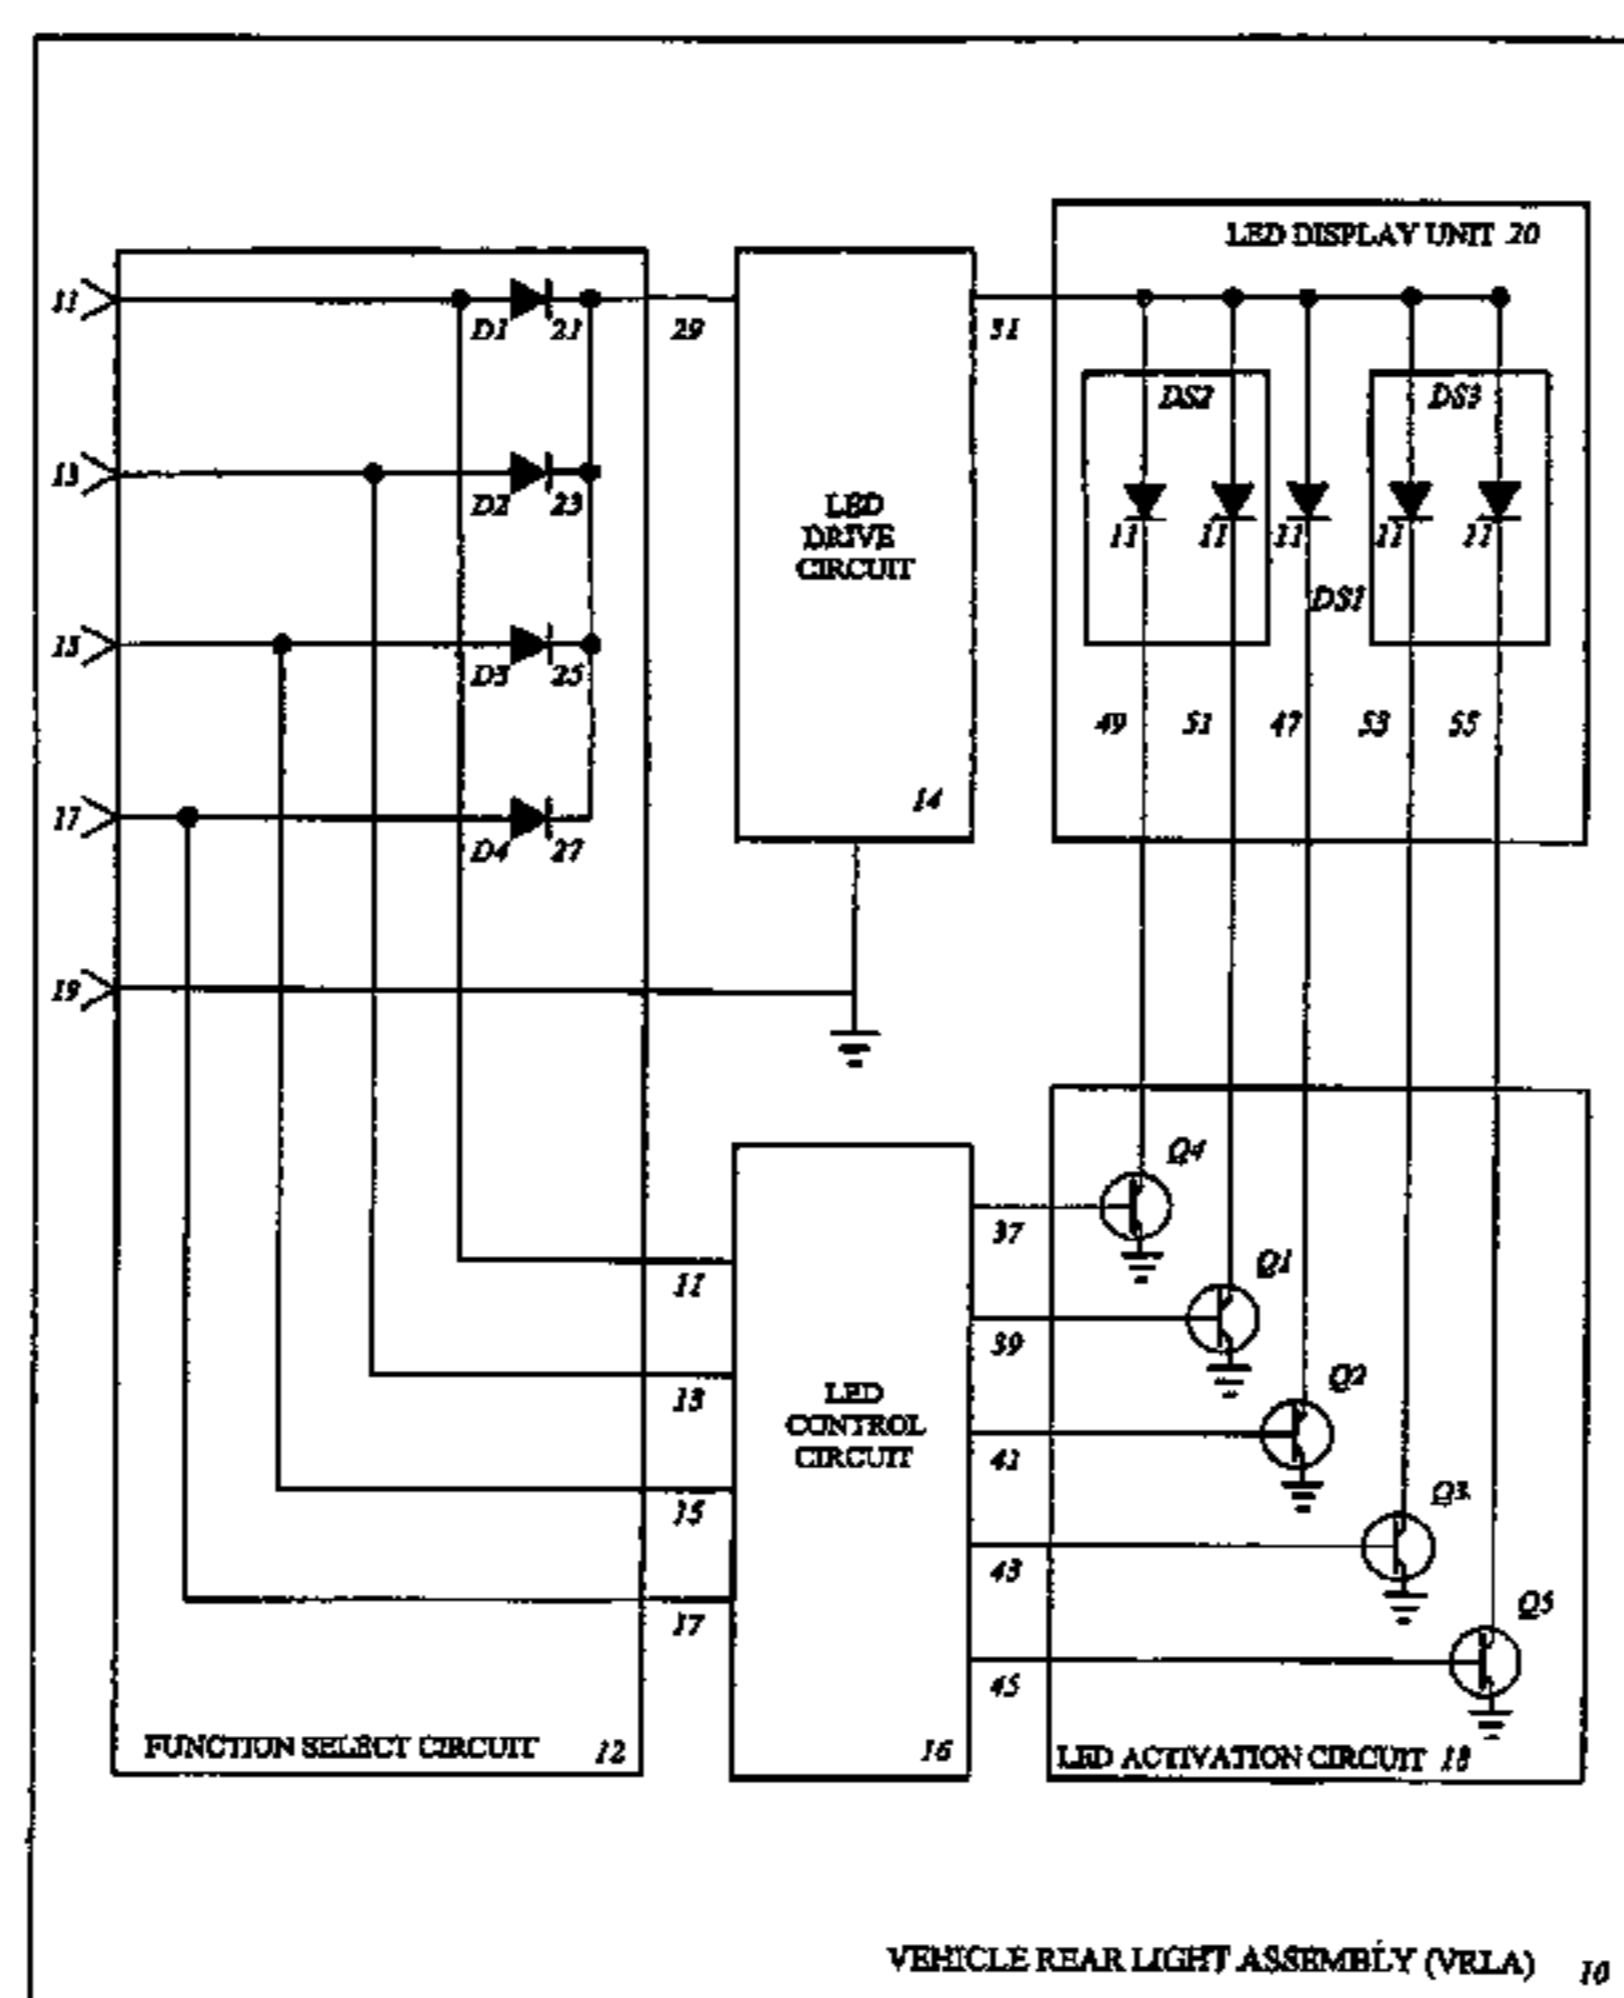 LED DISPLAY UNIT 20
11
D1
21
29
31
DS2
DS3
13
D2
23
LED
DRIVE
CIRCUIT
11
11
11
11
11
DS1
15
D3
25
49
51
47
53
55
17
D4
27
14
19
Q4
37
Q1
11
39
Q2
13
LED
CONTROL
CIRCUIT
41
Q3
15
43
Q5
17
45
FUNCTION SELECT CIRCUIT 12
16
LED ACTIVATION CIRCUIT 18
VEHICLE REAR LIGHT ASSEMBLY (VRLA) 10